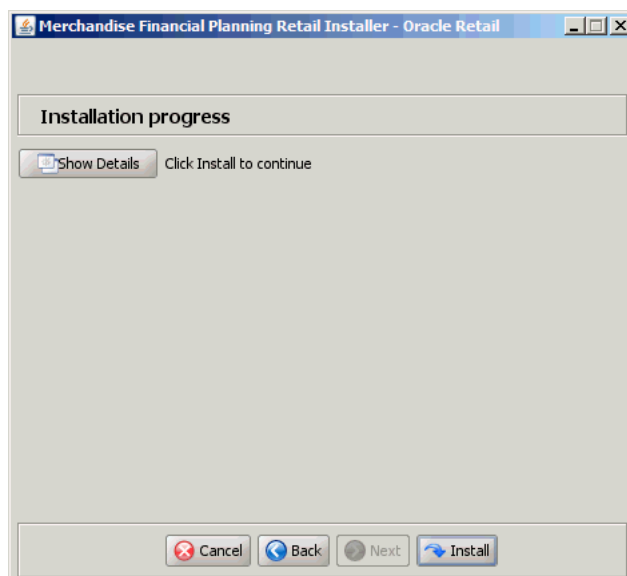 Merchandise Financial Planning Retail Installer - Oracle Retail
Installation progress
Show Details Click Install to continue
Cancel Back Next Install